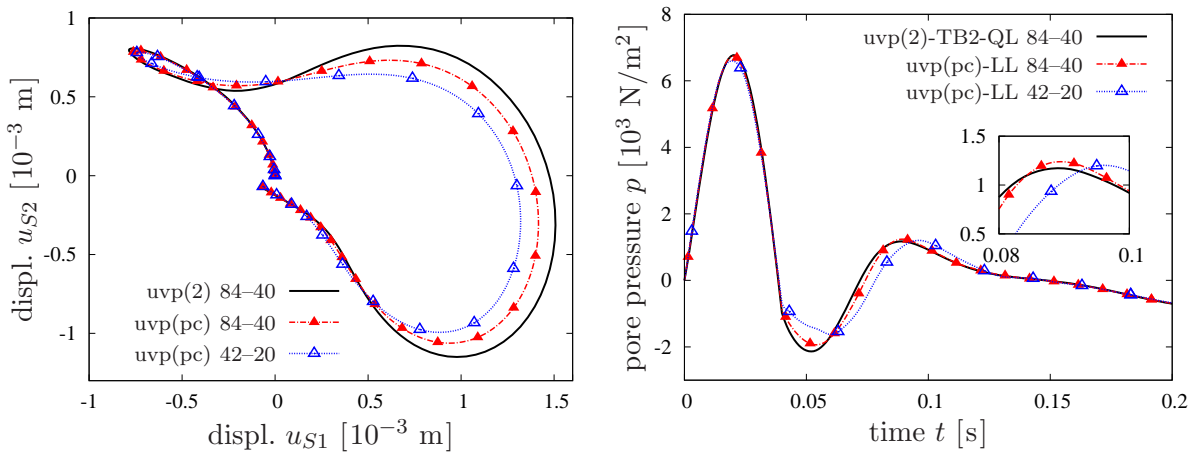 displ. u_{S2} [10^{−3} m]
1
0.5
0
-0.5
-1
uvp(2) 84–40
uvp(pc) 84–40
uvp(pc) 42–20
-1 -0.5 0 0.5 1 1.5
displ. u_{S1} [10^{−3} m]
pore pressure p [10^3 N/m^2]
8
6
4
2
0
-2
uvp(2)-TB2-QL 84–40
uvp(pc)-LL 84–40
uvp(pc)-LL 42–20
1.5
1
0.5
0.08 0.1
0 0.05 0.1 0.15 0.2
time t [s]